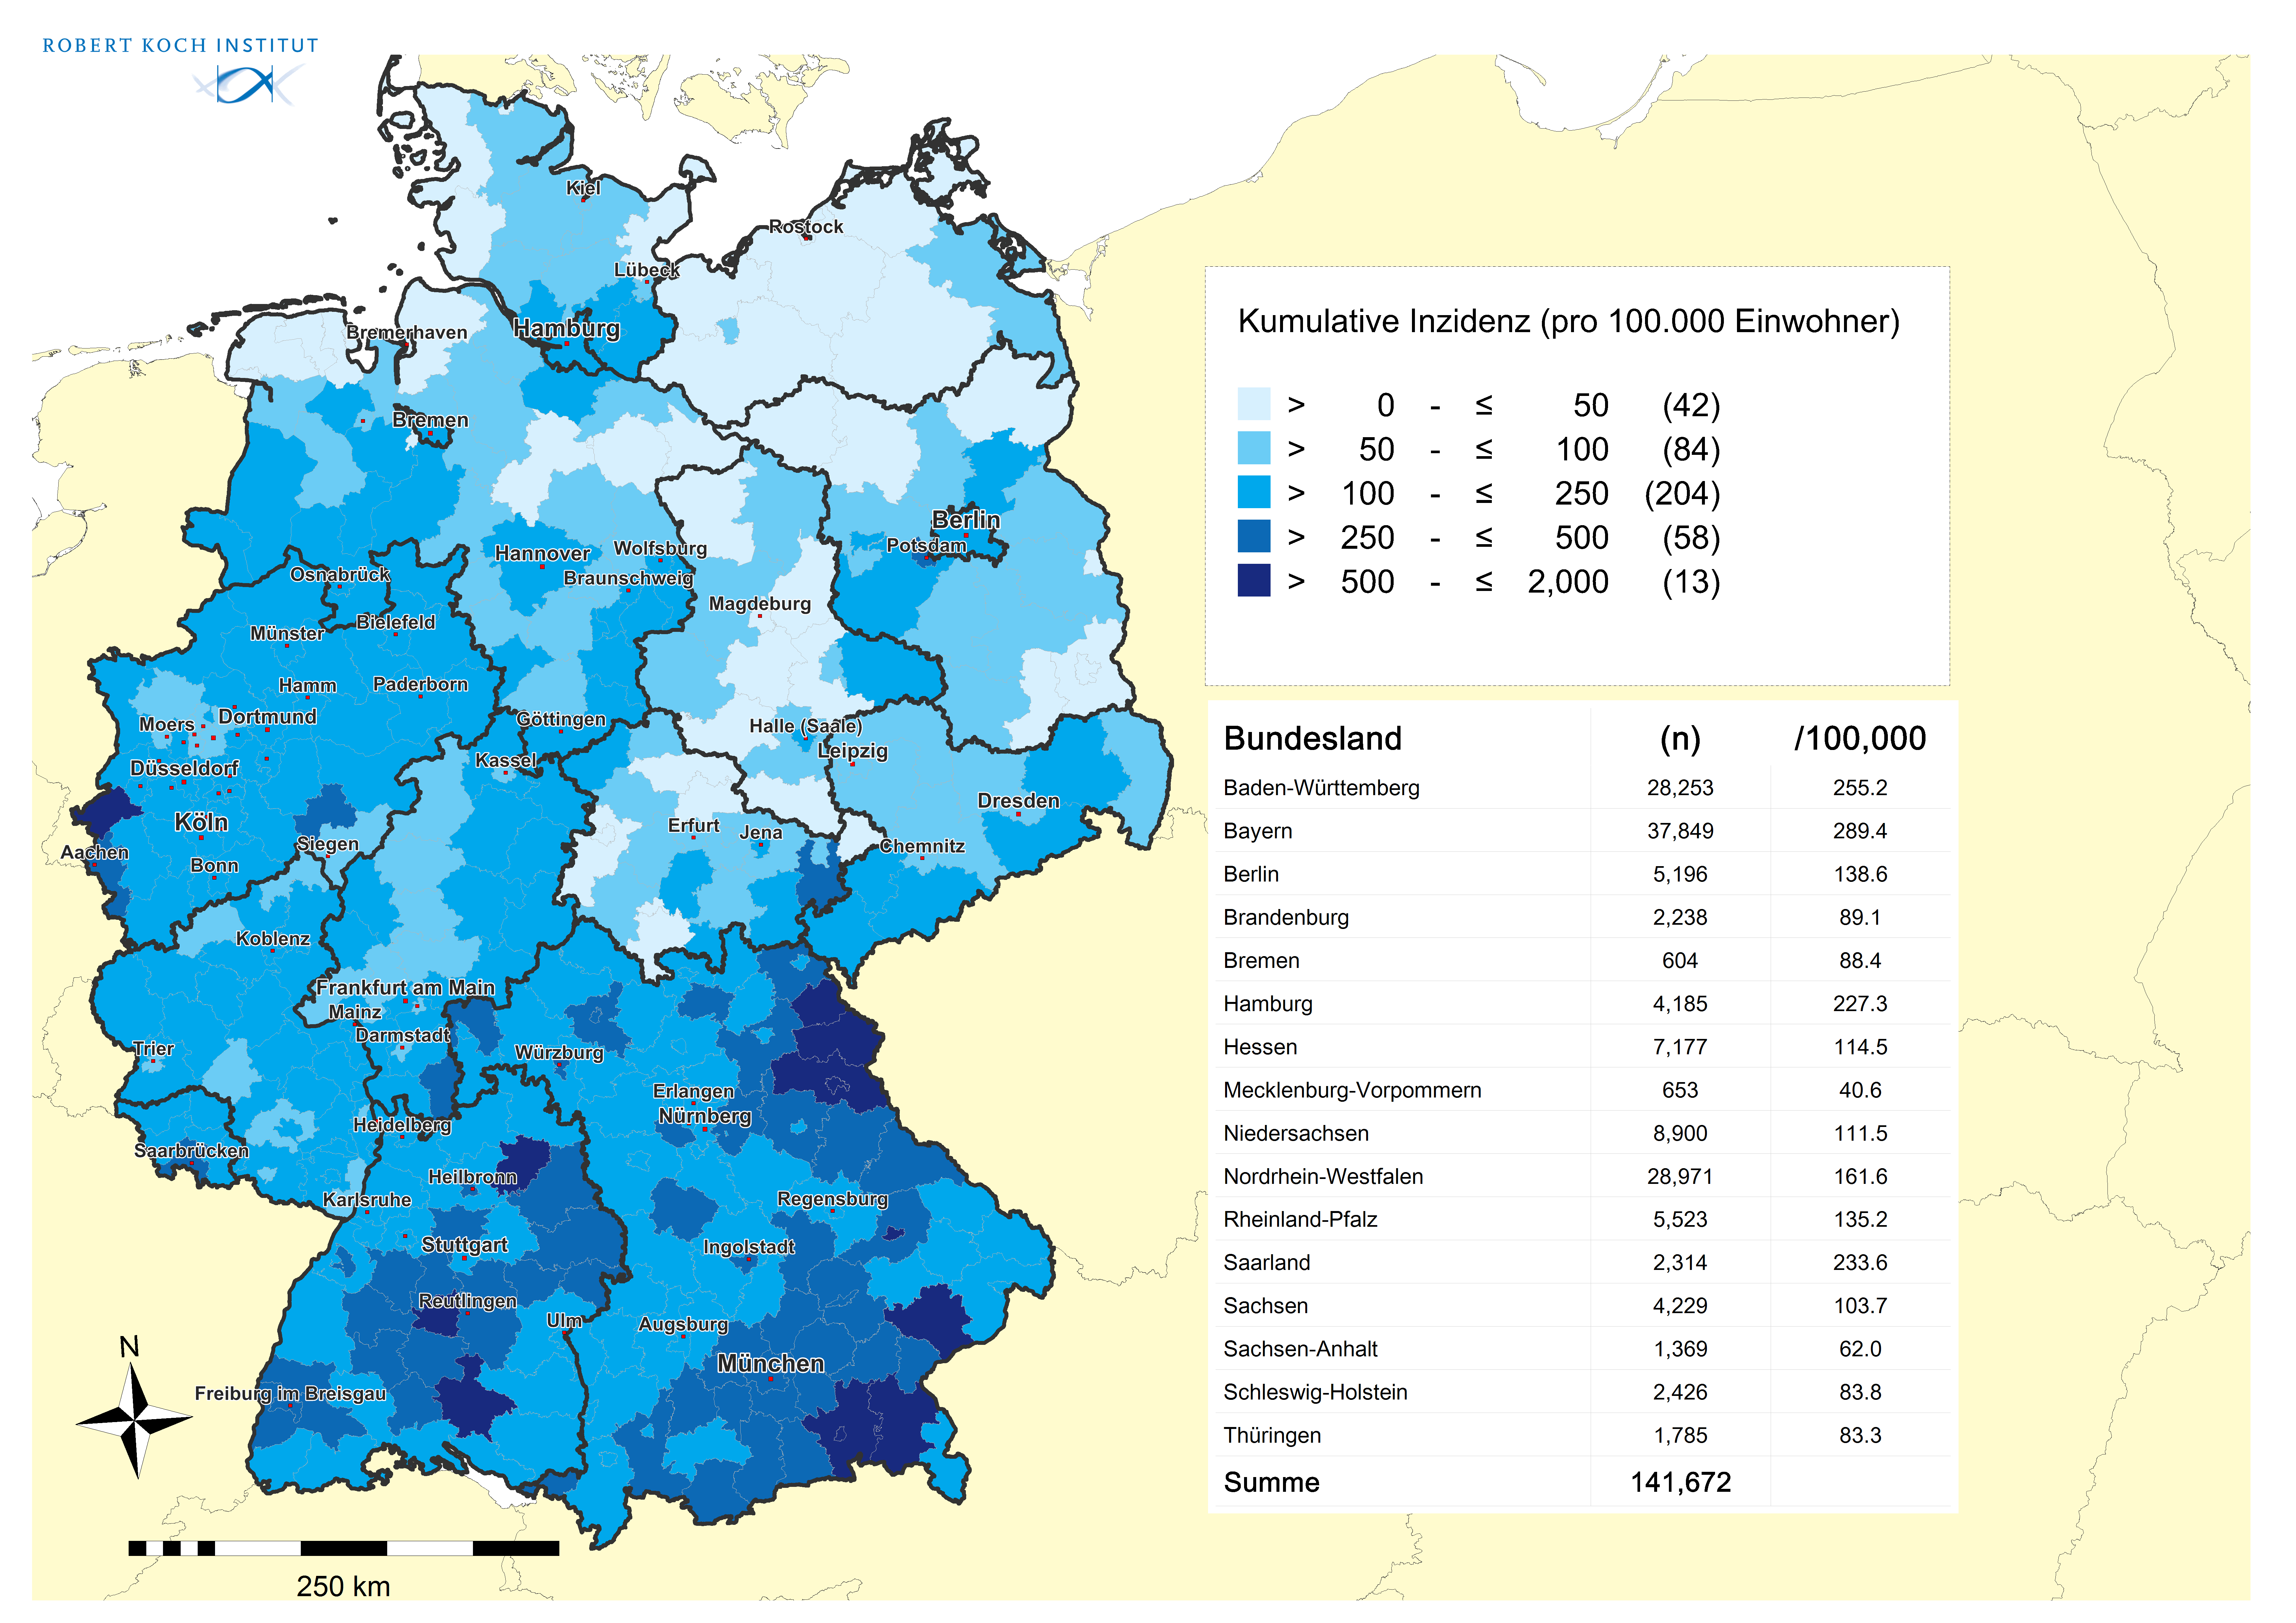 ROBERT KOCH INSTITUT
Kiel
Rostock
Lübeck
Hamburg
Bremerhaven
Bremen
Berlin
Potsdam
Hannover
Wolfsburg
Braunschweig
Osnabrück
Magdeburg
Bielefeld
Münster
Hamm
Paderborn
Moers
Dortmund
Göttingen
Halle (Saale)
Leipzig
Kassel
Düsseldorf
Dresden
Köln
Erfurt
Jena
Siegen
Chemnitz
Aachen
Bonn
Koblenz
Frankfurt am Main
Mainz
Darmstadt
Trier
Würzburg
Erlangen
Nürnberg
Heidelberg
Saarbrücken
Heilbronn
Karlsruhe
Regensburg
Stuttgart
Ingolstadt
Reutlingen
Ulm
Augsburg
München
Freiburg im Breisgau
N
250 km
Kumulative Inzidenz (pro 100.000 Einwohner)
> 0 - ≤ 50 (42)
> 50 - ≤ 100 (84)
> 100 - ≤ 250 (204)
> 250 - ≤ 500 (58)
> 500 - ≤ 2,000 (13)
Bundesland (n) /100,000
Baden-Württemberg 28,253 255.2
Bayern 37,849 289.4
Berlin 5,196 138.6
Brandenburg 2,238 89.1
Bremen 604 88.4
Hamburg 4,185 227.3
Hessen 7,177 114.5
Mecklenburg-Vorpommern 653 40.6
Niedersachsen 8,900 111.5
Nordrhein-Westfalen 28,971 161.6
Rheinland-Pfalz 5,523 135.2
Saarland 2,314 233.6
Sachsen 4,229 103.7
Sachsen-Anhalt 1,369 62.0
Schleswig-Holstein 2,426 83.8
Thüringen 1,785 83.3
Summe 141,672